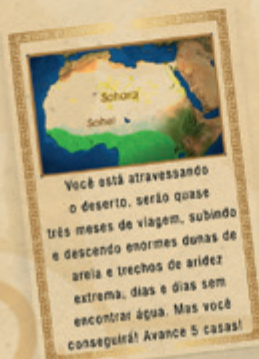 Sahara
Sahel
Você está atravessando
o deserto, serão quase
três meses de viagem, subindo
e descendo enormes dunas de
areia e trechos de aridez
extrema, dias e dias sem
encontrar água. Mas você
conseguirá! Avance 5 casas!